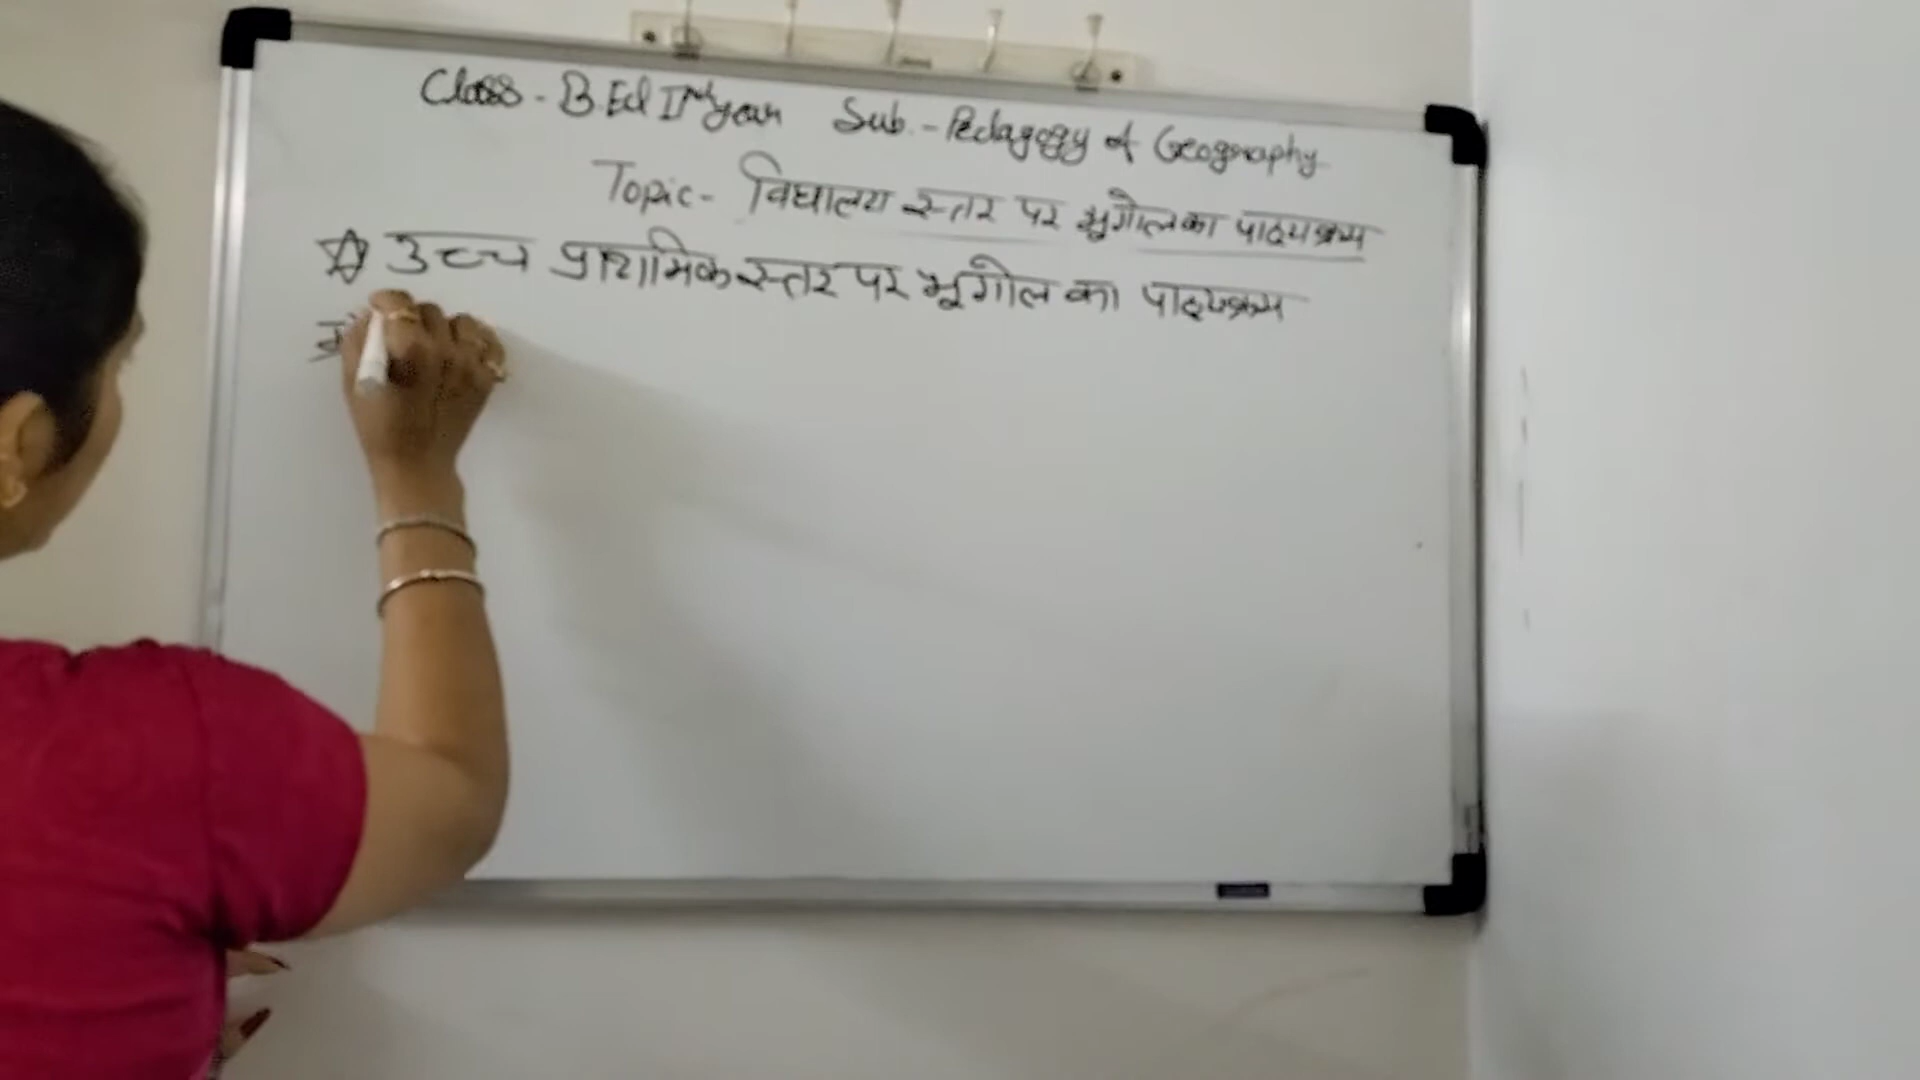 Class - B.Ed IInd year Sub. - Pedagogy of Geography
Topic - विद्यालय स्तर पर भूगोल का पाठ्यक्रम
☆ उच्च प्राथमिक स्तर पर भूगोल का पाठ्यक्रम